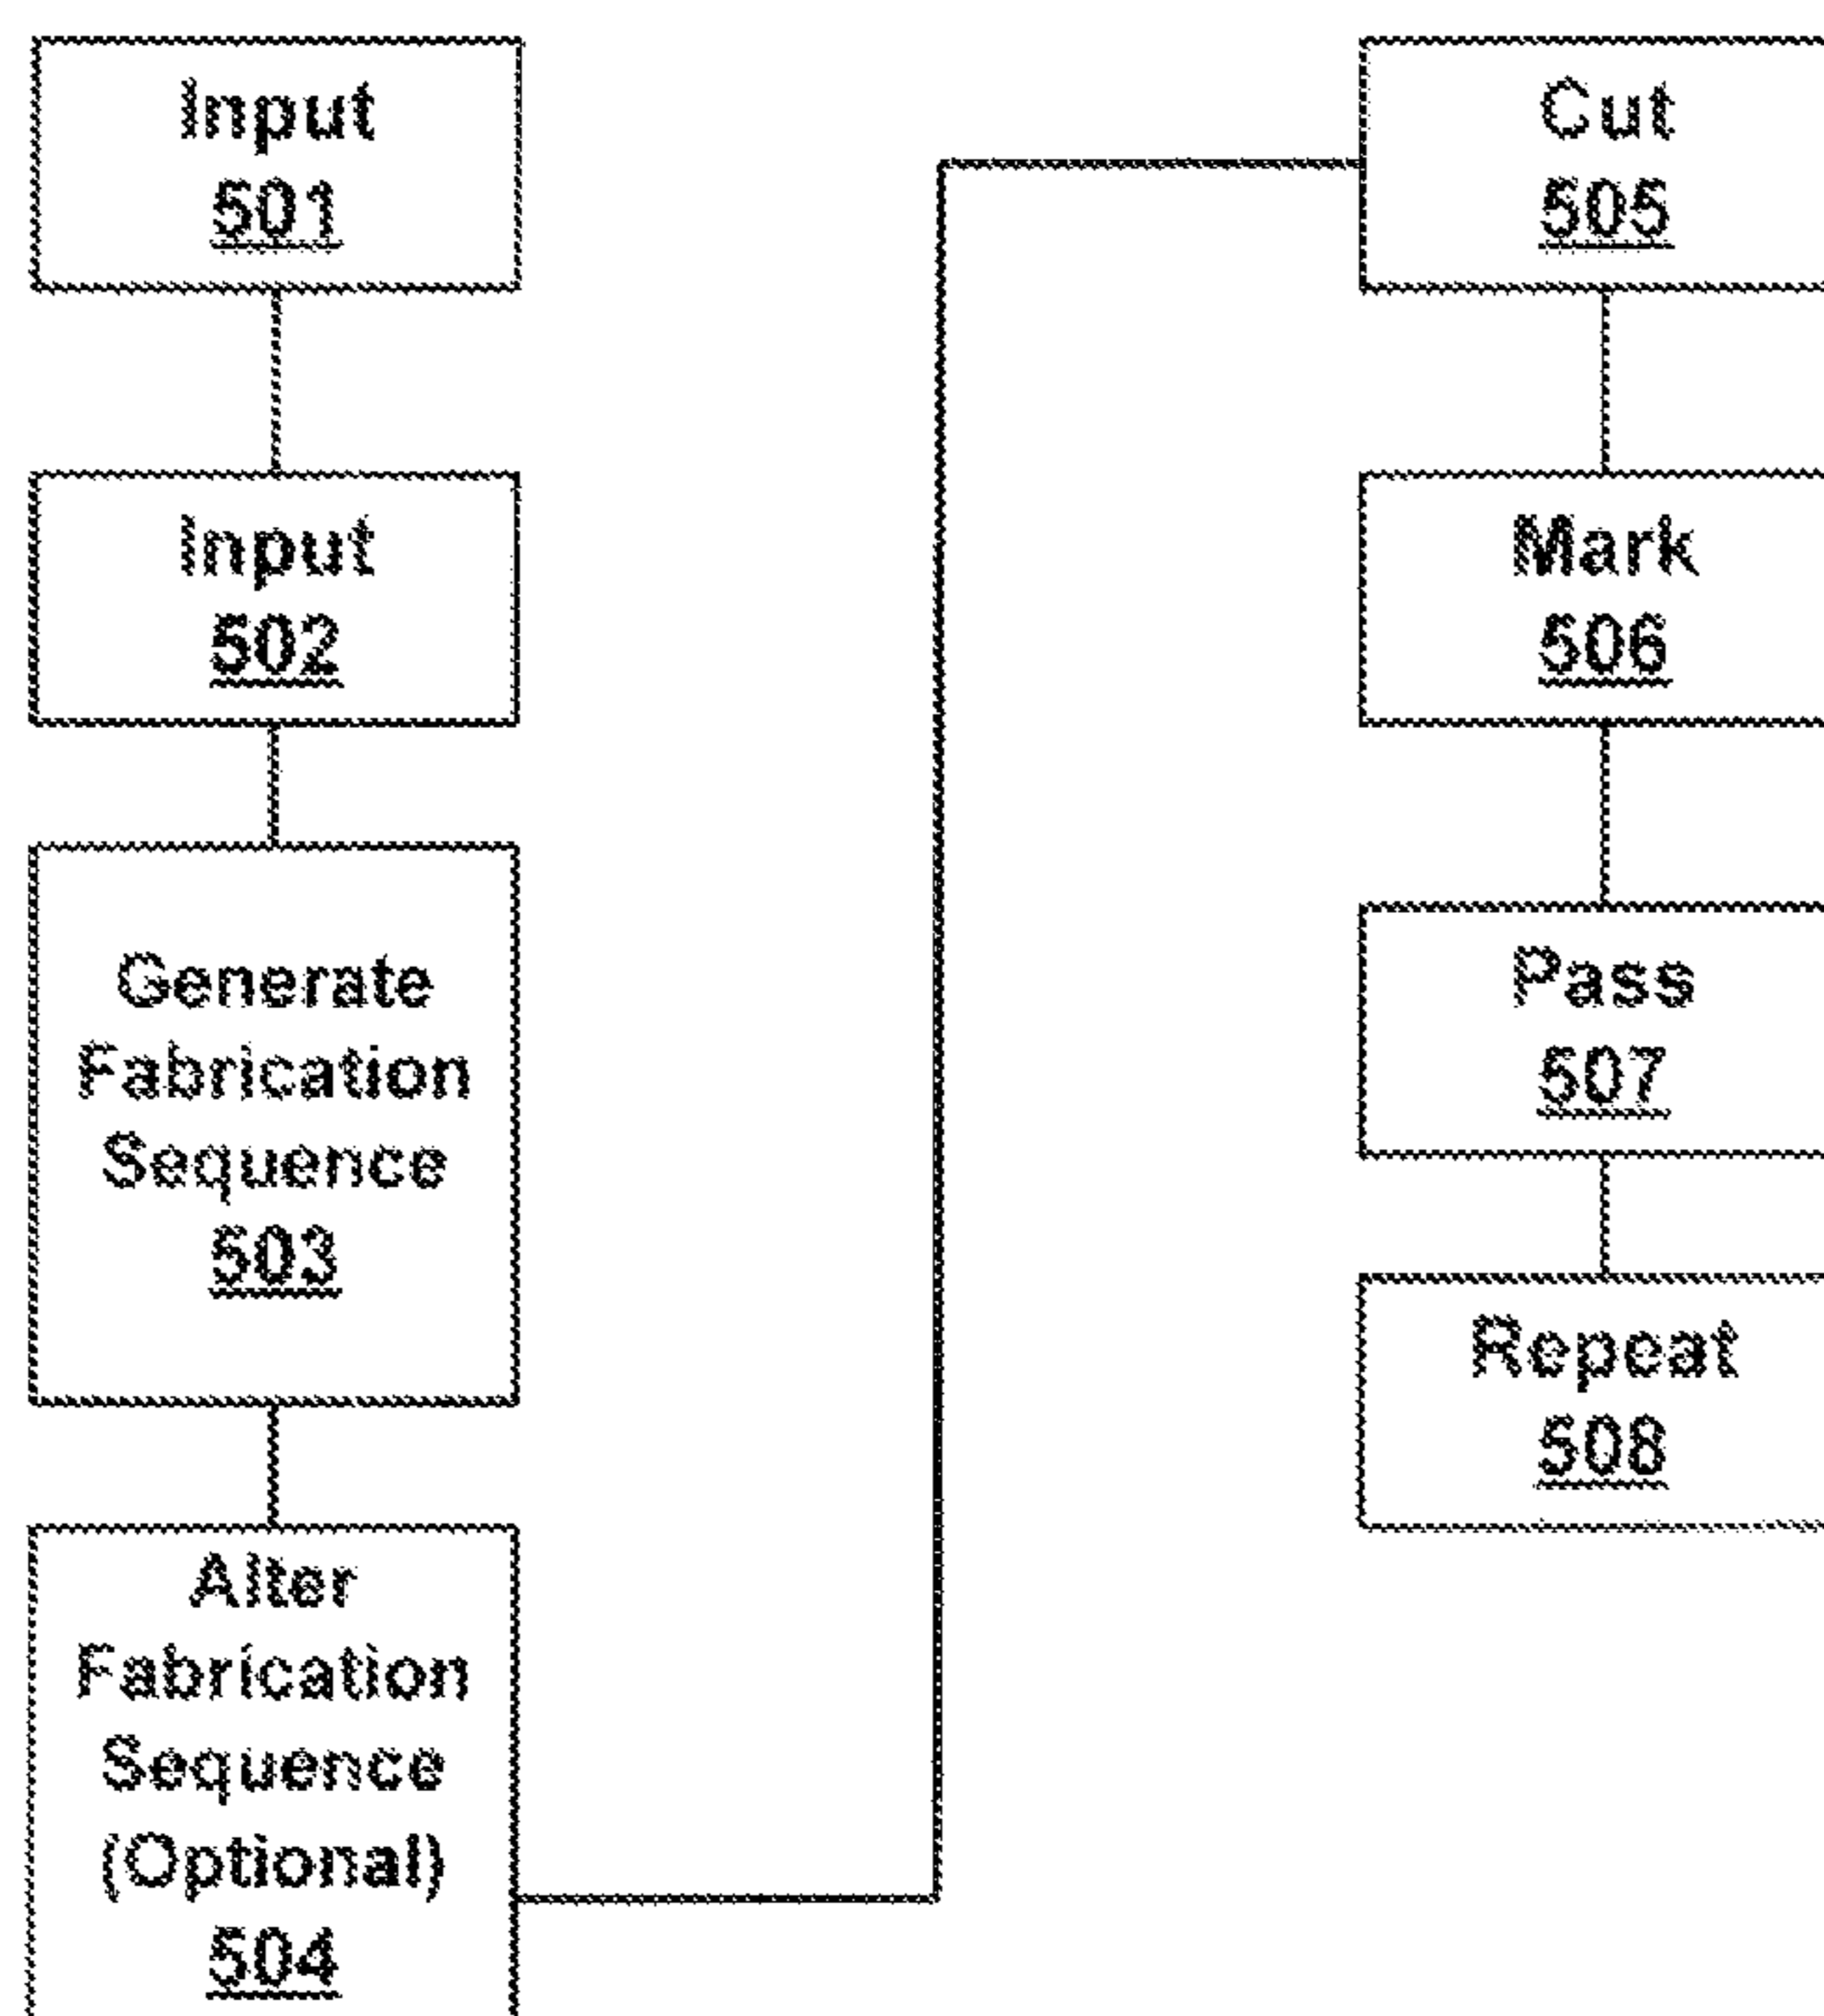 Input
501
Input
502
Generate
Fabrication
Sequence
503
Alter
Fabrication
Sequence
(Optional)
504
Cut
505
Mark
506
Pass
507
Repeat
508